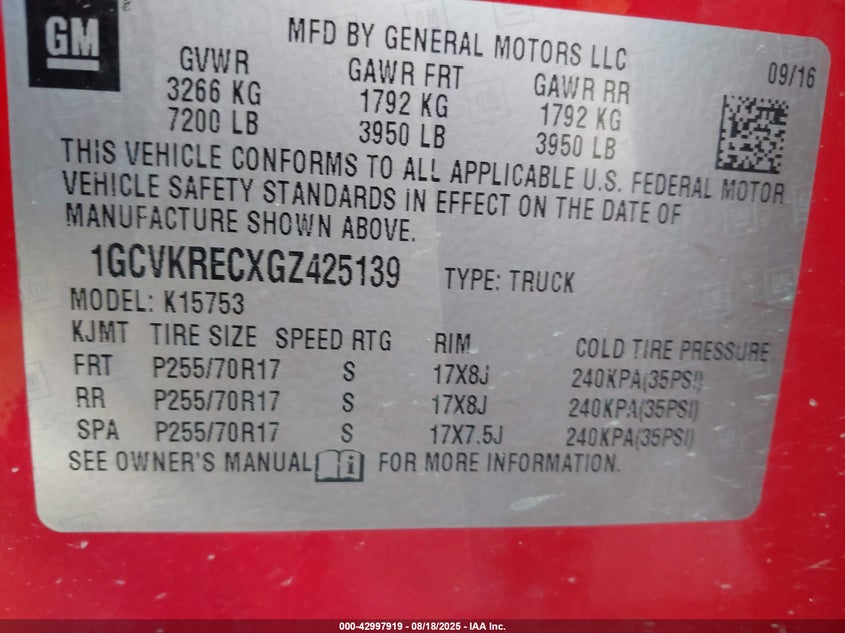 GM
MFD BY GENERAL MOTORS LLC
09/16
GVWR GAWR FRT GAWR RR
3266 KG 1792 KG 1792 KG
7200 LB 3950 LB 3950 LB
THIS VEHICLE CONFORMS TO ALL APPLICABLE U.S. FEDERAL MOTOR
VEHICLE SAFETY STANDARDS IN EFFECT ON THE DATE OF
MANUFACTURE SHOWN ABOVE.
1GCVKRECXGZ425139 TYPE: TRUCK
MODEL: K15753
KJMT TIRE SIZE SPEED RTG RIM COLD TIRE PRESSURE
FRT P255/70R17 S 17X8J 240KPA(35PSI)
RR P255/70R17 S 17X8J 240KPA(35PSI)
SPA P255/70R17 S 17X7.5J 240KPA(35PSI)
SEE OWNER'S MANUAL FOR MORE INFORMATION.
000-42997919 - 08/18/2025 - IAA Inc.